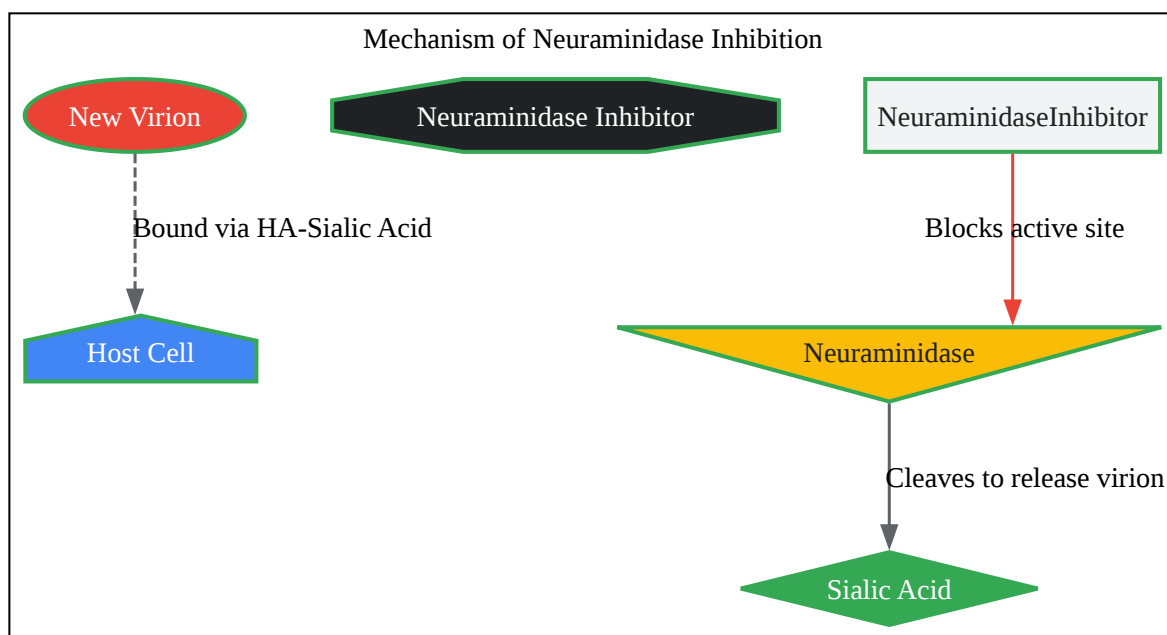 Mechanism of Neuraminidase Inhibition
New Virion
Neuraminidase Inhibitor
NeuraminidaseInhibitor
Bound via HA-Sialic Acid
Blocks active site
Host Cell
Neuraminidase
Cleaves to release virion
Sialic Acid